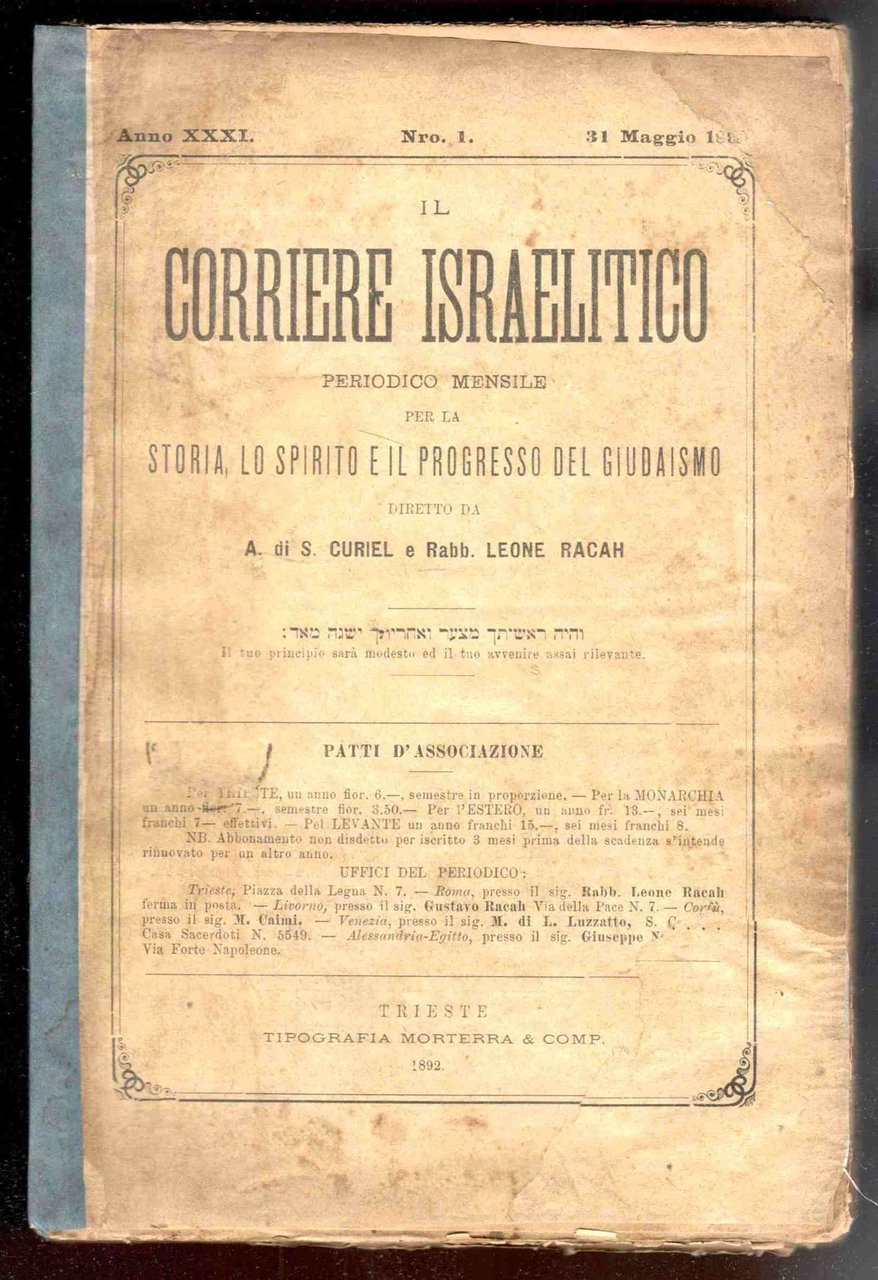 Anno XXXI. Nro. 1. 31 Maggio
IL
CORRIERE ISRAELITICO
PERIODICO MENSILE
PER LA
STORIA, LO SPIRITO E IL PROGRESSO DEL GIUDAISMO
DIRETTO DA
A. di S. CURIEL e Rabb. LEONE RACAH
והיה ראשיתך מצער ואחריתך ישגה מאד:
Il tuo principio sarà modesto ed il tuo avvenire assai rilevante.
PATTI D'ASSOCIAZIONE
Per un anno fior. 6.—, semestre in proporzione. — Per la MONARCHIA
un anno fior. 7.—, semestre fior. 3.50.— Per l'ESTERO, un anno fr. 13.—, sei mesi
franchi 7— effettivi. — Pel LEVANTE un anno franchi 15.—, sei mesi franchi 8.
NB. Abbonamento non disdetto per iscritto 3 mesi prima della scadenza s'intende
rinnovato per un altro anno.
UFFICI DEL PERIODICO:
Trieste, Piazza della Legna N. 7. — Roma, presso il sig. Rabb. Leone Racah
ferma in posta. — Livorno, presso il sig. Gustavo Racah Via della Pace N. 7. — Corfù,
presso il sig. M. Caimi. — Venezia, presso il sig. M. di L. Luzzatto, S.
Casa Sacerdoti N. 5549. — Alessandria-Egitto, presso il sig. Giuseppe
Via Forte Napoleone.
TRIESTE
TIPOGRAFIA MORTERRA & COMP.
1892.